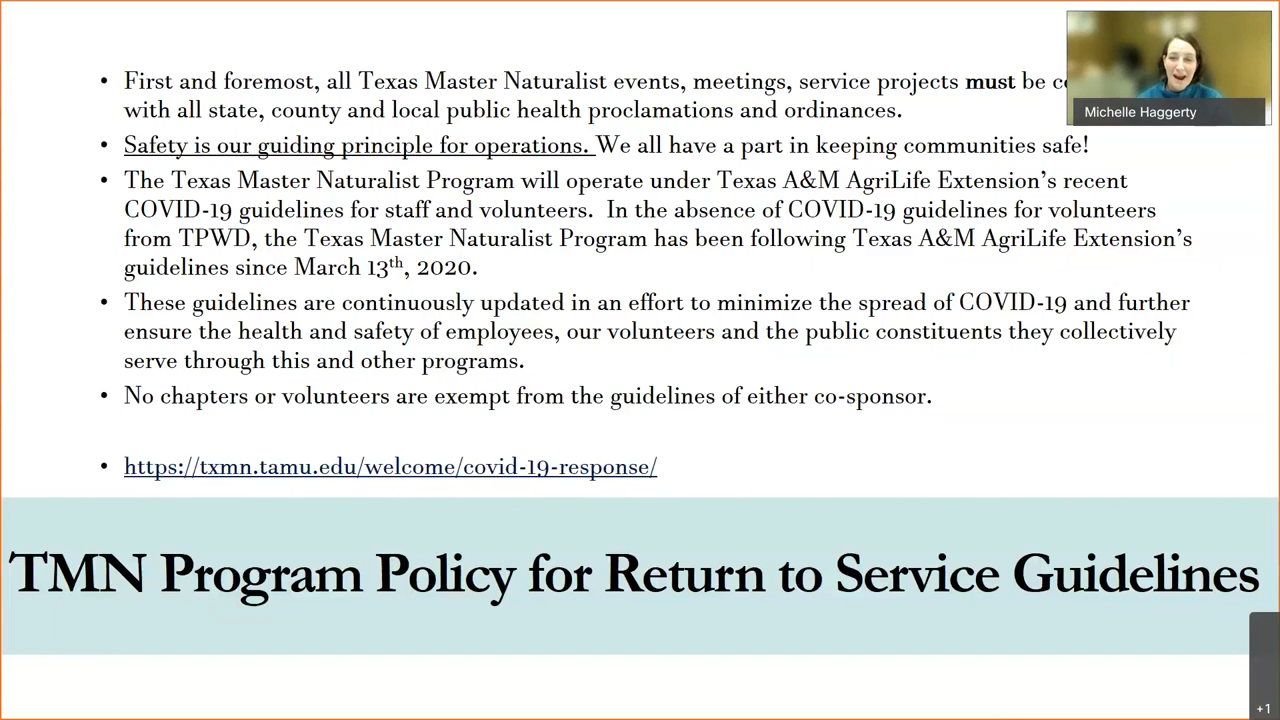 • First and foremost, all Texas Master Naturalist events, meetings, service projects must be
with all state, county and local public health proclamations and ordinances.
• Safety is our guiding principle for operations. We all have a part in keeping communities safe!
• The Texas Master Naturalist Program will operate under Texas A&M AgriLife Extension's recent
COVID-19 guidelines for staff and volunteers. In the absence of COVID-19 guidelines for volunteers
from TPWD, the Texas Master Naturalist Program has been following Texas A&M AgriLife Extension's
guidelines since March 13th, 2020.
• These guidelines are continuously updated in an effort to minimize the spread of COVID-19 and further
ensure the health and safety of employees, our volunteers and the public constituents they collectively
serve through this and other programs.
• No chapters or volunteers are exempt from the guidelines of either co-sponsor.
• https://txmn.tamu.edu/welcome/covid-19-response/
TMN Program Policy for Return to Service Guidelines
Michelle Haggerty
+1